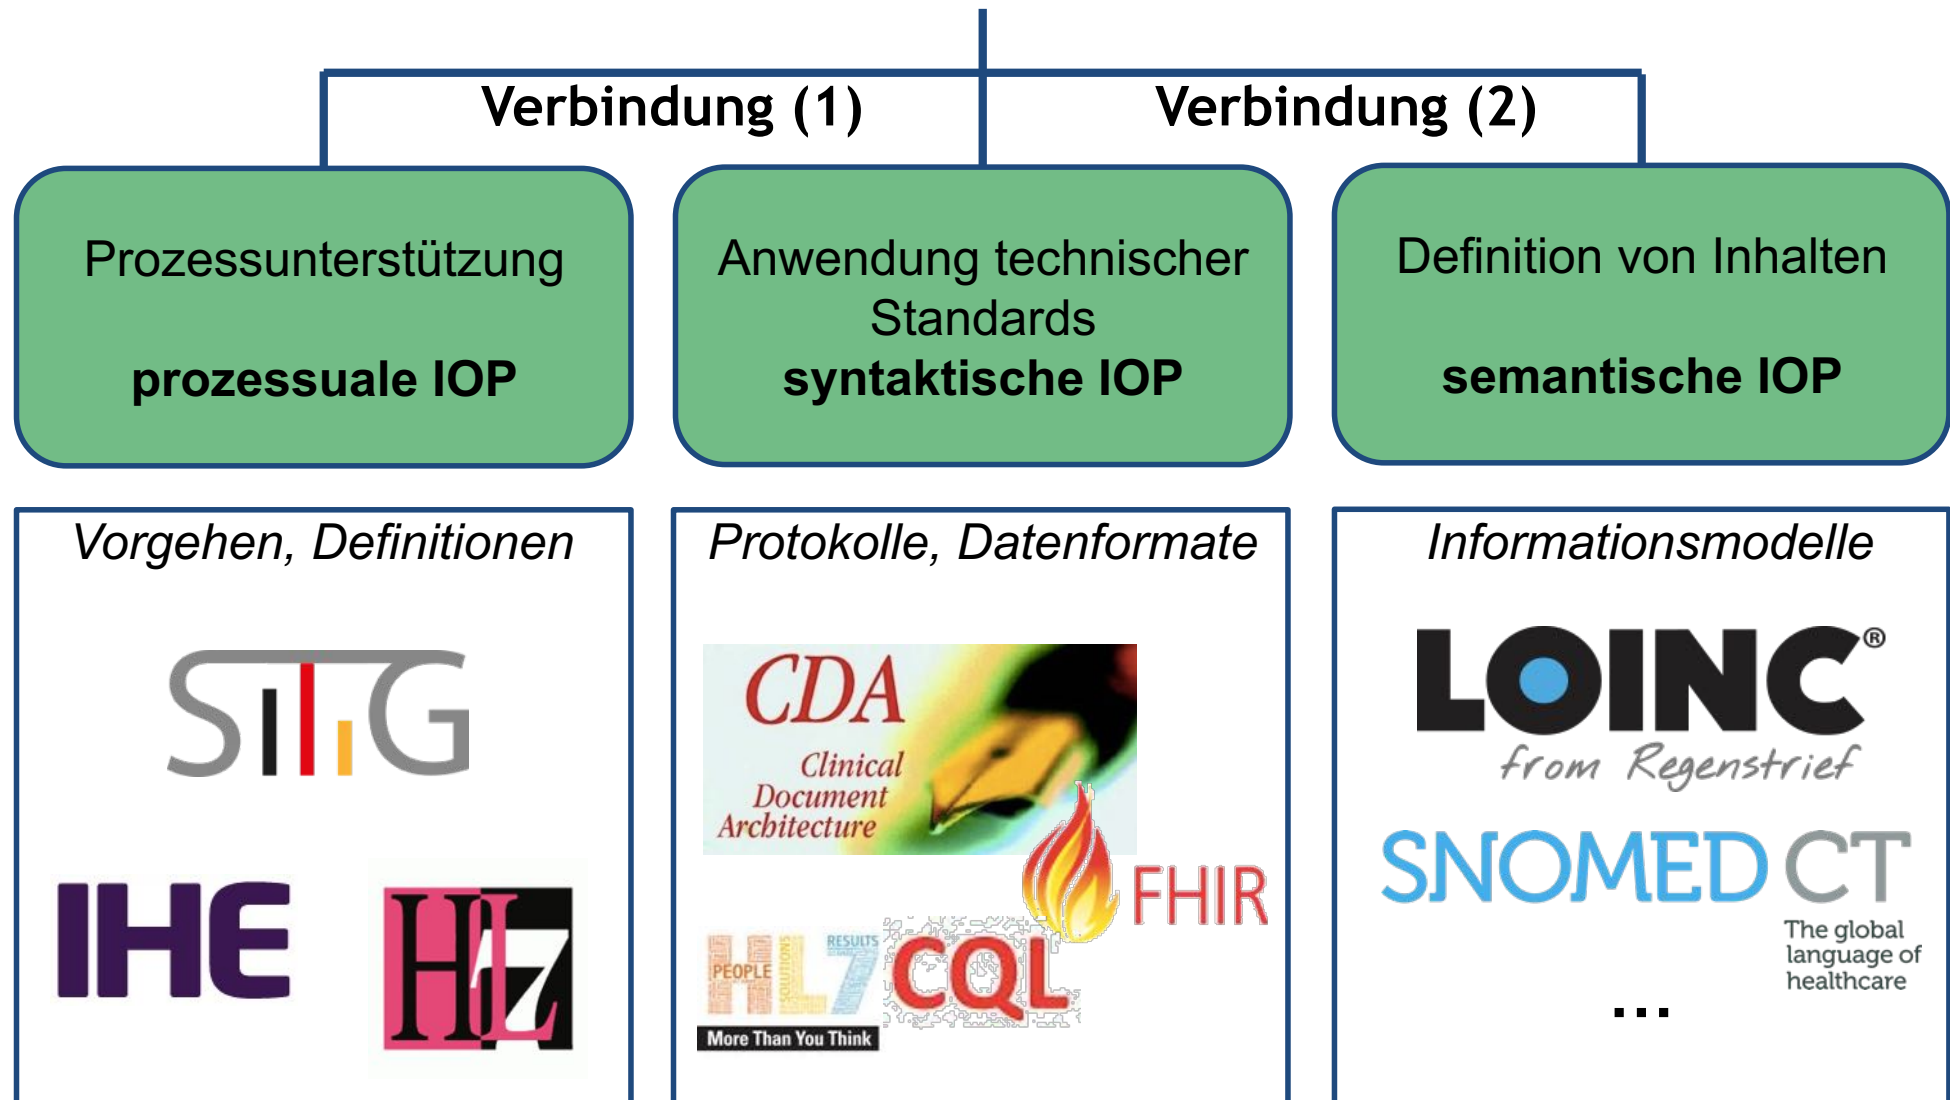 Verbindung (1)
Verbindung (2)
Prozessunterstützung
prozessuale IOP
Anwendung technischer
Standards
syntaktische IOP
Definition von Inhalten
semantische IOP
Vorgehen, Definitionen
SITiG
IHE
HL7
Protokolle, Datenformate
CDA
Clinical
Document
Architecture
FHIR
HL7
PEOPLE
SOLUTIONS
RESULTS
More Than You Think
CQL
Informationsmodelle
LOINC®
from Regenstrief
SNOMED CT
The global
language of
healthcare
...